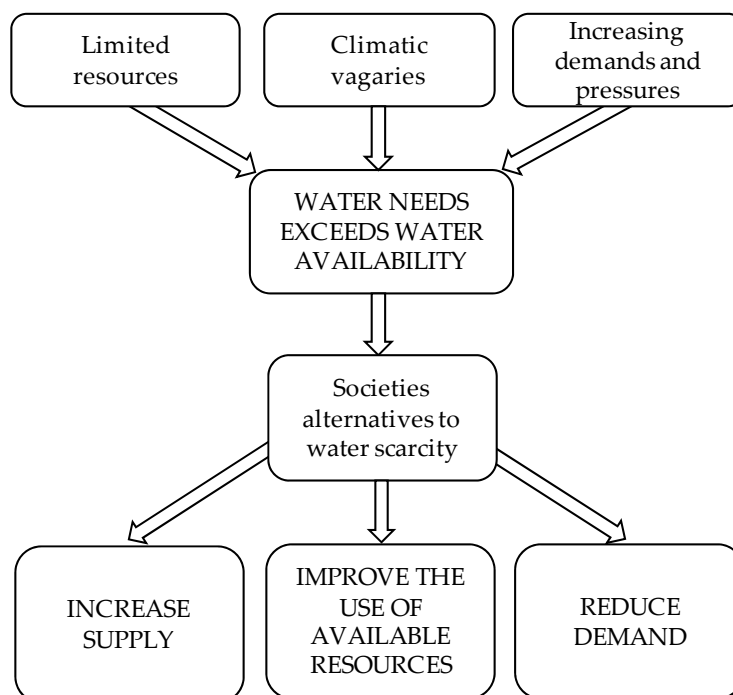 Limited
resources
Climatic
vagaries
Increasing
demands and
pressures
WATER NEEDS
EXCEEDS WATER
AVAILABILITY
Societies
alternatives to
water scarcity
INCREASE
SUPPLY
IMPROVE THE
USE OF
AVAILABLE
RESOURCES
REDUCE
DEMAND